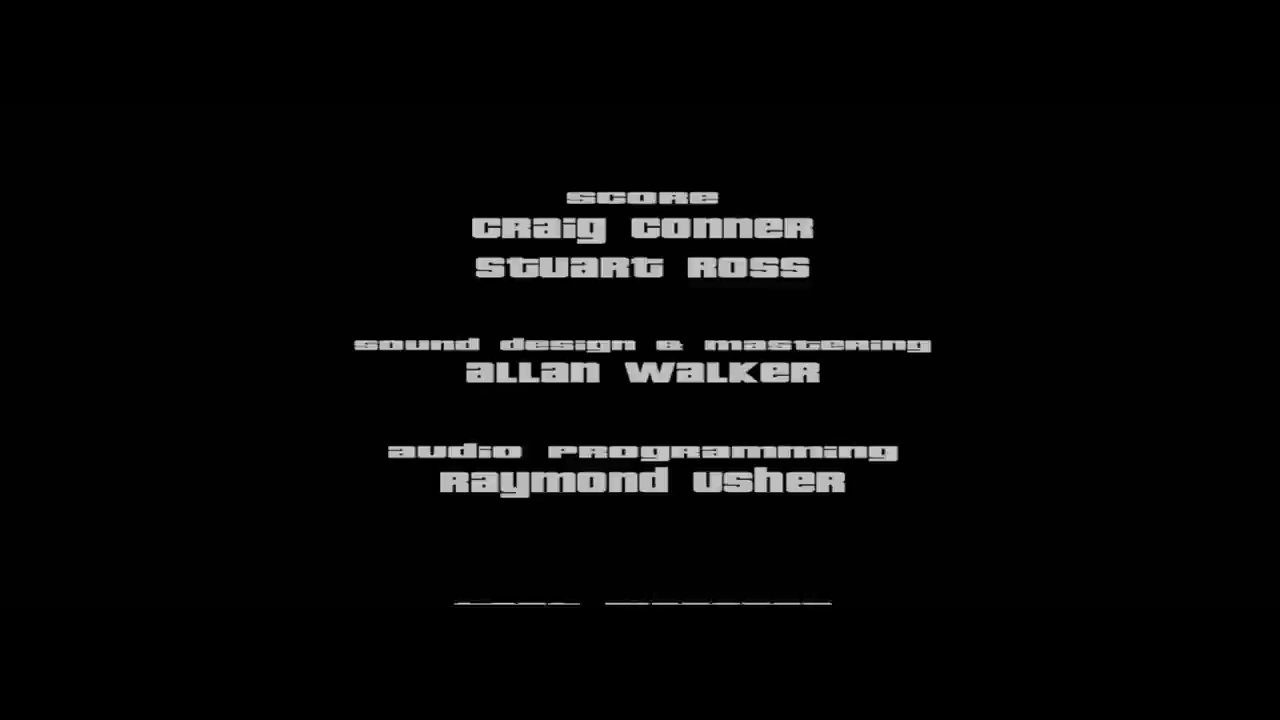 score
craig conner
stuart ross
sound design & mastering
allan walker
audio programming
raymond usher